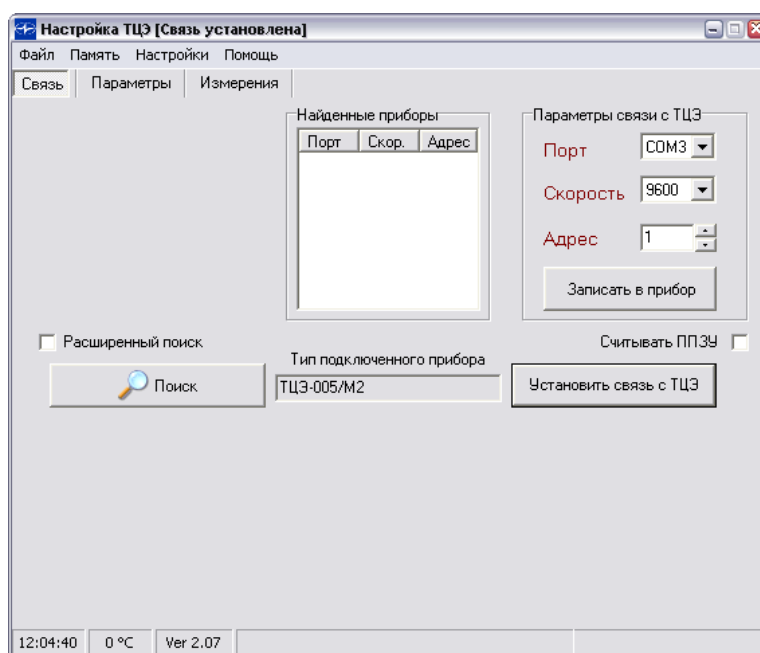 Настройка ТЦЭ [Связь установлена]
Файл Память Настройки Помощь
Связь Параметры Измерения
Найденные приборы
Порт Скор. Адрес
Параметры связи с ТЦЭ
Порт COM3
Скорость 9600
Адрес 1
Записать в прибор
Расширенный поиск
Считывать ППЗУ
Поиск
Тип подключенного прибора
ТЦЭ-005/М2
Установить связь с ТЦЭ
12:04:40 0 °C Ver 2.07